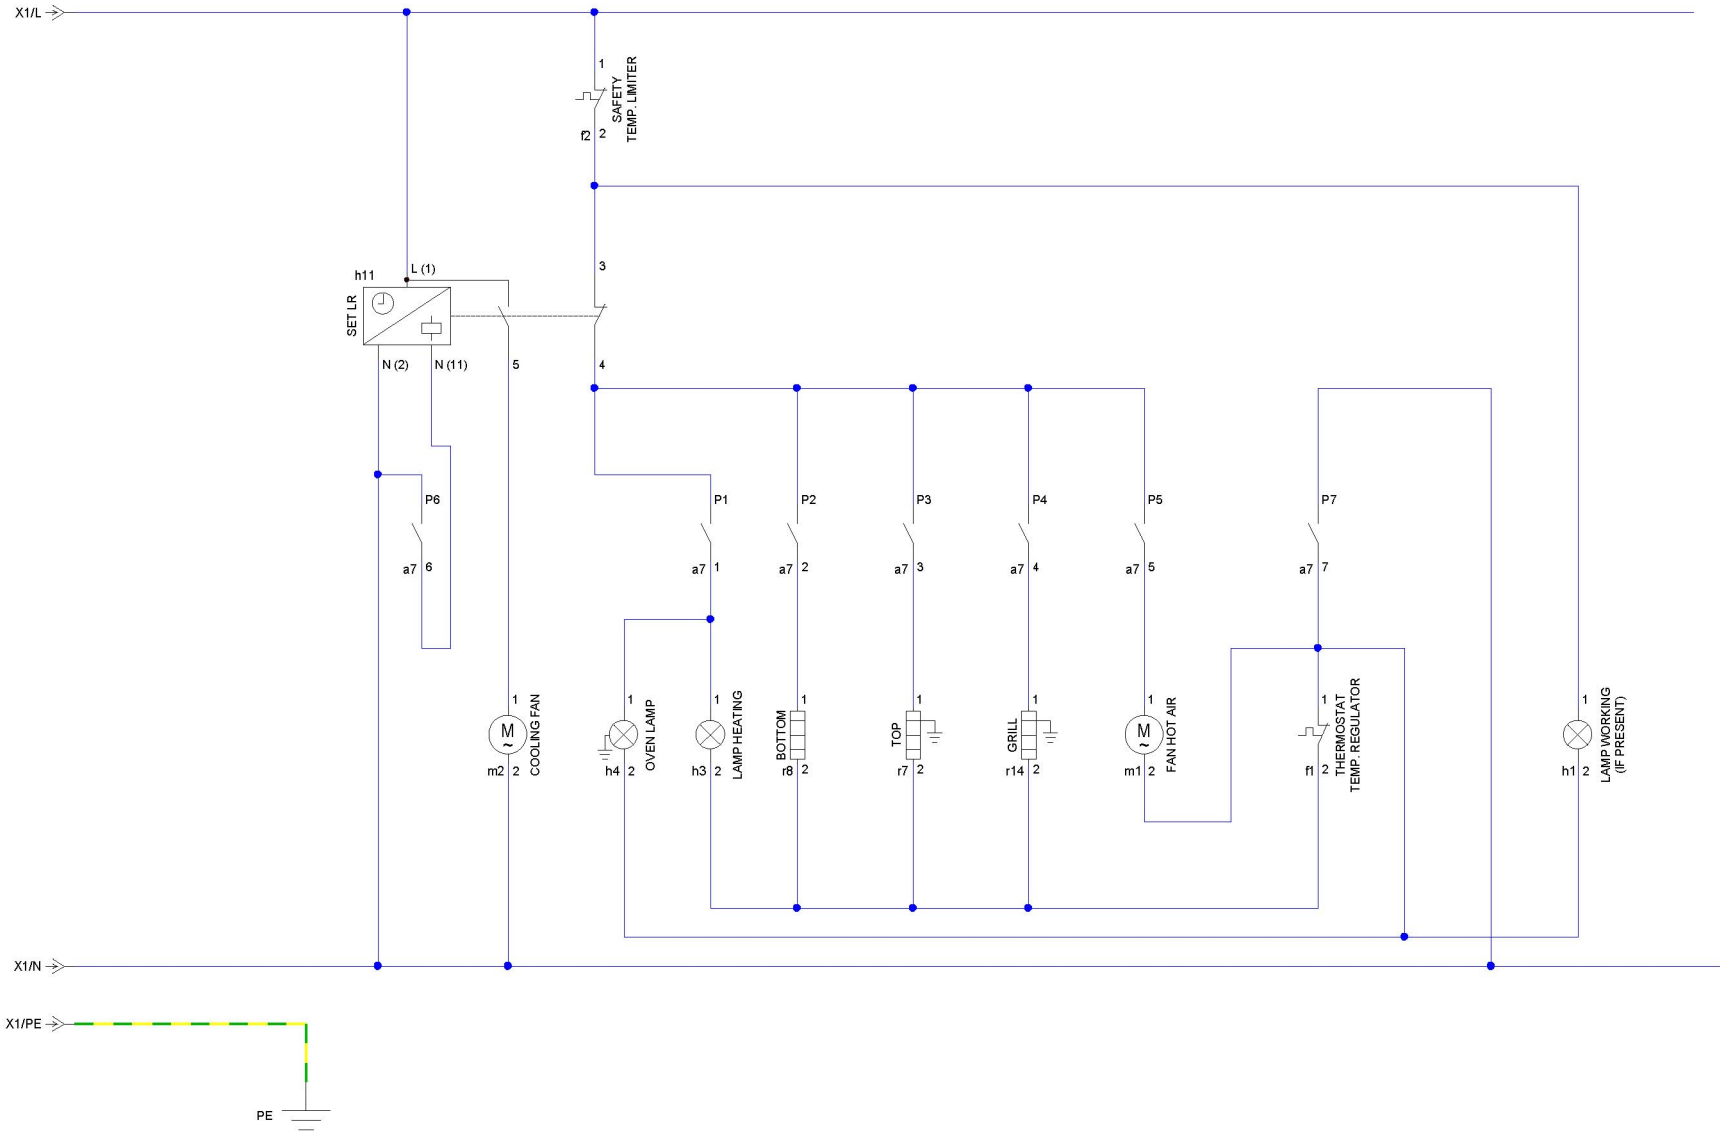 X1/L
1
SAFETY
TEMP. LIMITER
f2 2
3
h11 L (1)
SET LR
N (2) N (11) 5 4
P6 P1 P2 P3 P4 P5 P7
a7 6 a7 1 a7 2 a7 3 a7 4 a7 5 a7 7
1 1 1 1 1 1 1 1 1
M
~
COOLING FAN
OVEN LAMP
LAMP HEATING
BOTTOM
TOP
GRILL
M
~
FAN HOT AIR
THERMOSTAT
TEMP. REGULATOR
LAMP WORKING
(IF PRESENT)
m2 2 h4 2 h3 2 r8 2 r7 2 r14 2 m1 2 f1 2 h1 2
X1/N
X1/PE
PE